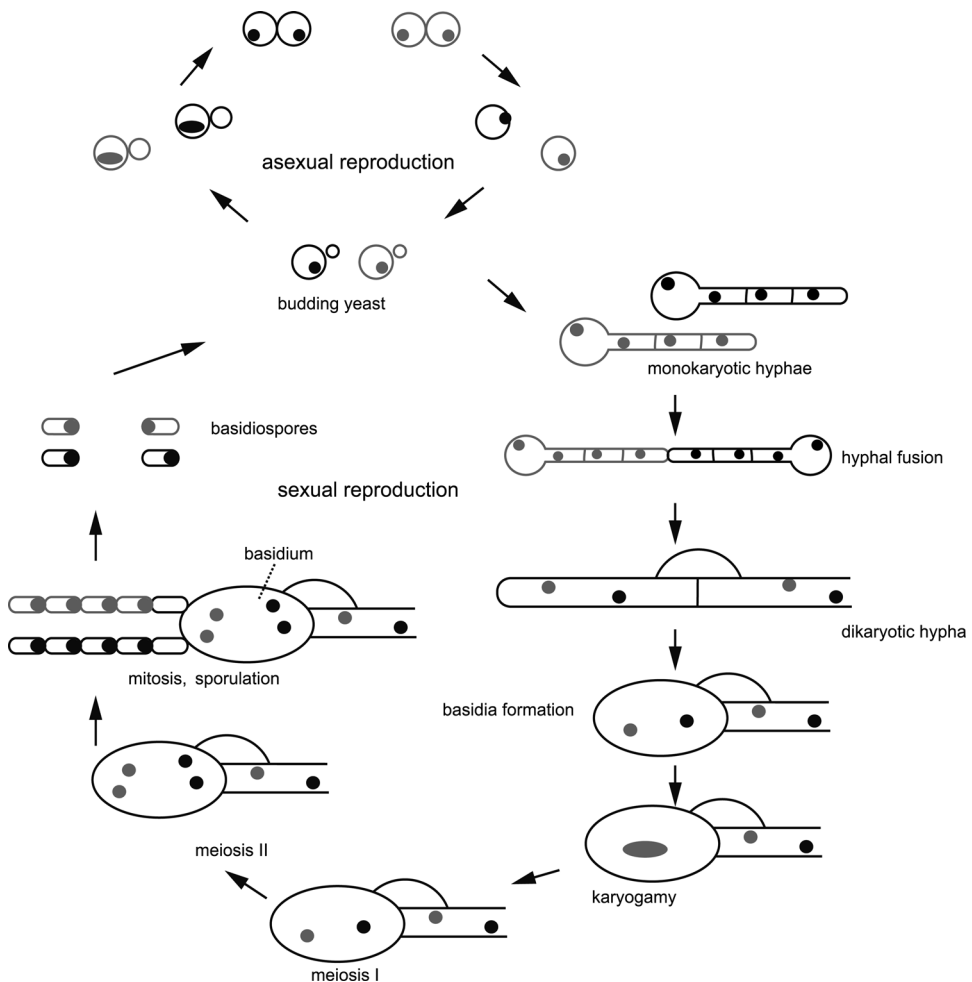 asexual reproduction
budding yeast
monokaryotic hyphae
basidiospores
hyphal fusion
sexual reproduction
basidium
dikaryotic hypha
mitosis, sporulation
basidia formation
meiosis II
karyogamy
meiosis I